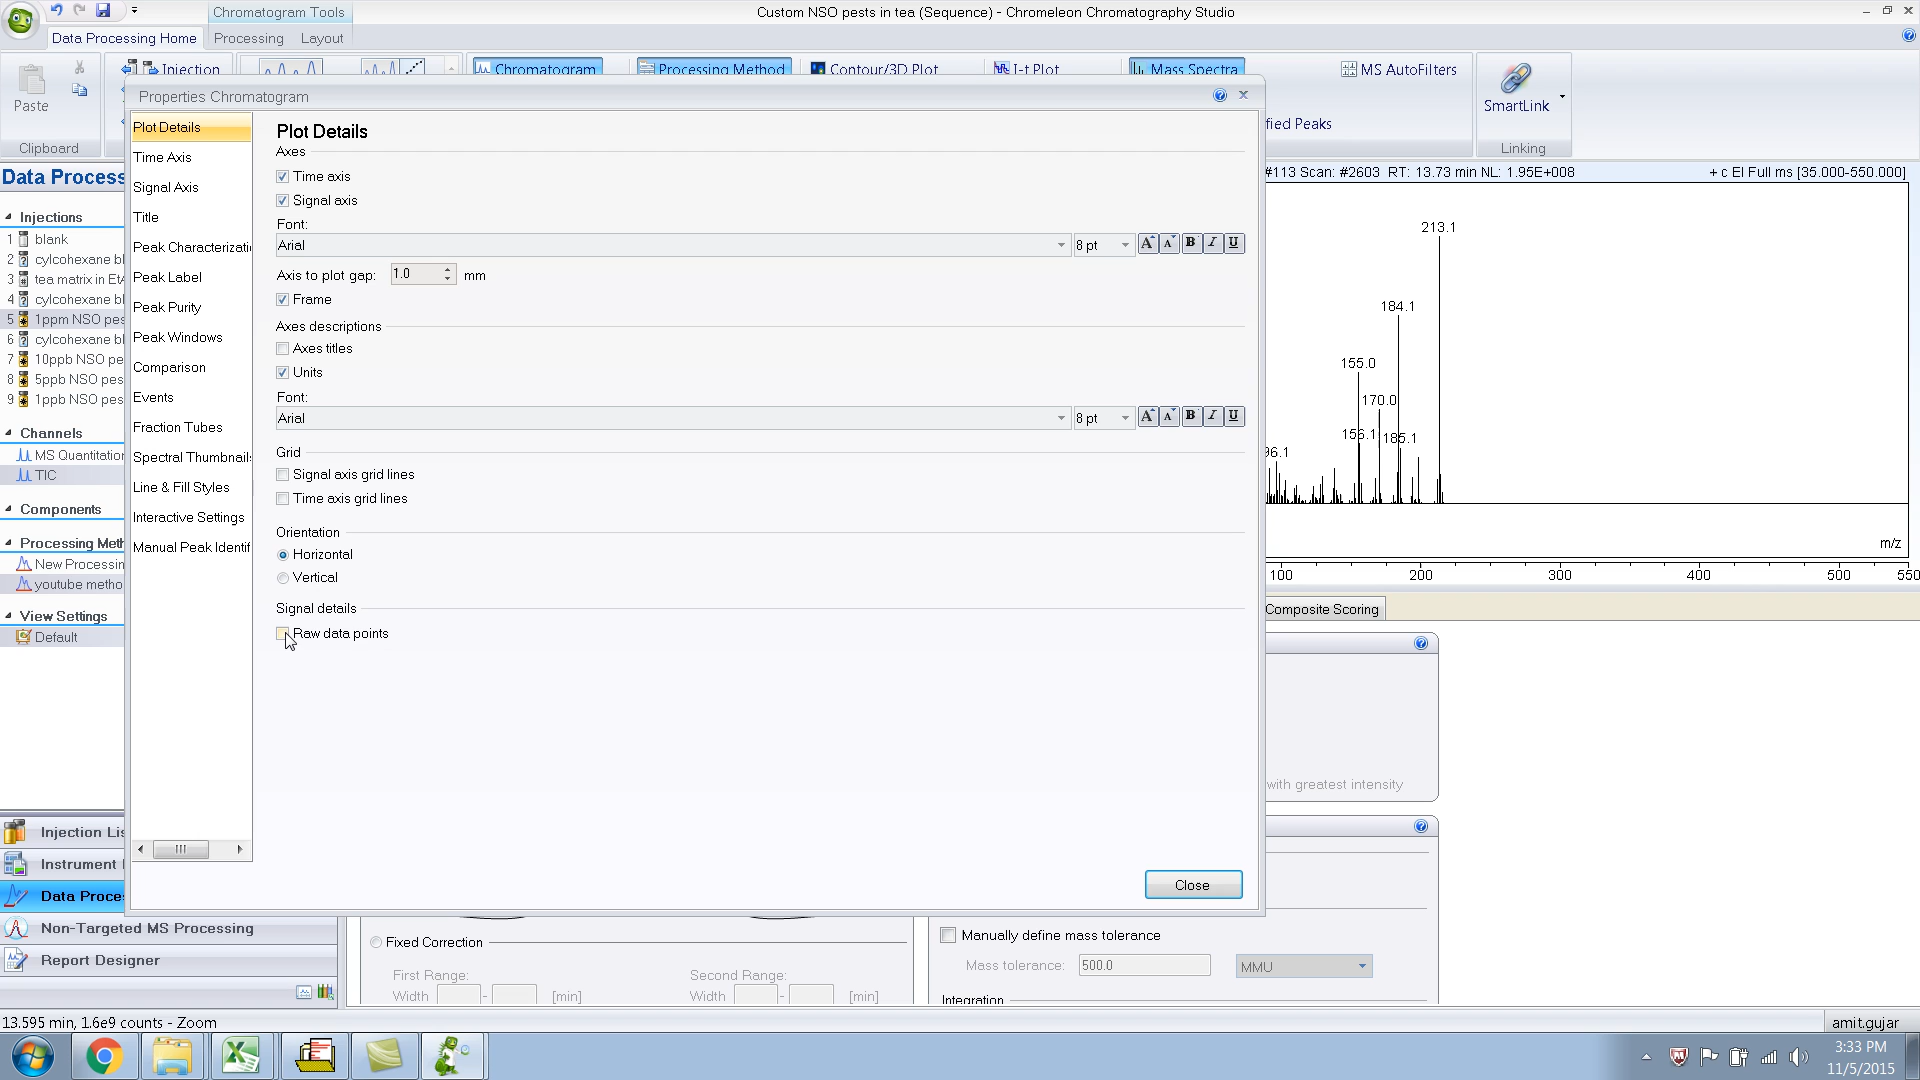 Chromatogram Tools
Custom NSO pests in tea (Sequence) - Chromeleon Chromatography Studio
Data Processing Home
Processing
Layout
Paste
Clipboard
Injection
Chromatogram
Processing Method
Contour/3D Plot
I-t Plot
Mass Spectra
MS AutoFilters
fied Peaks
SmartLink
Linking
Properties Chromatogram
Data Process
Injections
1 blank
2 cylcohexane bl
3 tea matrix in EtA
4 cylcohexane bl
5 1ppm NSO pes
6 cylcohexane bl
7 10ppb NSO pe
8 5ppb NSO pes
9 1ppb NSO pes
Channels
MS Quantitation
TIC
Components
Processing Meth
New Processin
youtube metho
View Settings
Default
Injection Lis
Instrument
Data Proces
Non-Targeted MS Processing
Report Designer
Plot Details
Time Axis
Signal Axis
Title
Peak Characterizati
Peak Label
Peak Purity
Peak Windows
Comparison
Events
Fraction Tubes
Spectral Thumbnails
Line & Fill Styles
Interactive Settings
Manual Peak Identif
Plot Details
Axes
Time axis
Signal axis
Font:
Arial
8 pt
A A B I U
Axis to plot gap: 1.0 mm
Frame
Axes descriptions
Axes titles
Units
Font:
Arial
8 pt
A A B I U
Grid
Signal axis grid lines
Time axis grid lines
Orientation
Horizontal
Vertical
Signal details
Raw data points
Close
#113 Scan: #2603 RT: 13.73 min NL: 1.95E+008
+ c EI Full ms [35.000-550.000]
213.1
184.1
155.0
170.0
156.1
185.1
96.1
m/z
100 200 300 400 500 550
Composite Scoring
with greatest intensity
Fixed Correction
First Range:
Second Range:
Width - [min]
Width - [min]
Manually define mass tolerance
Mass tolerance: 500.0 MMU
Integration
13.595 min, 1.6e9 counts - Zoom
amit.gujar
3:33 PM
11/5/2015